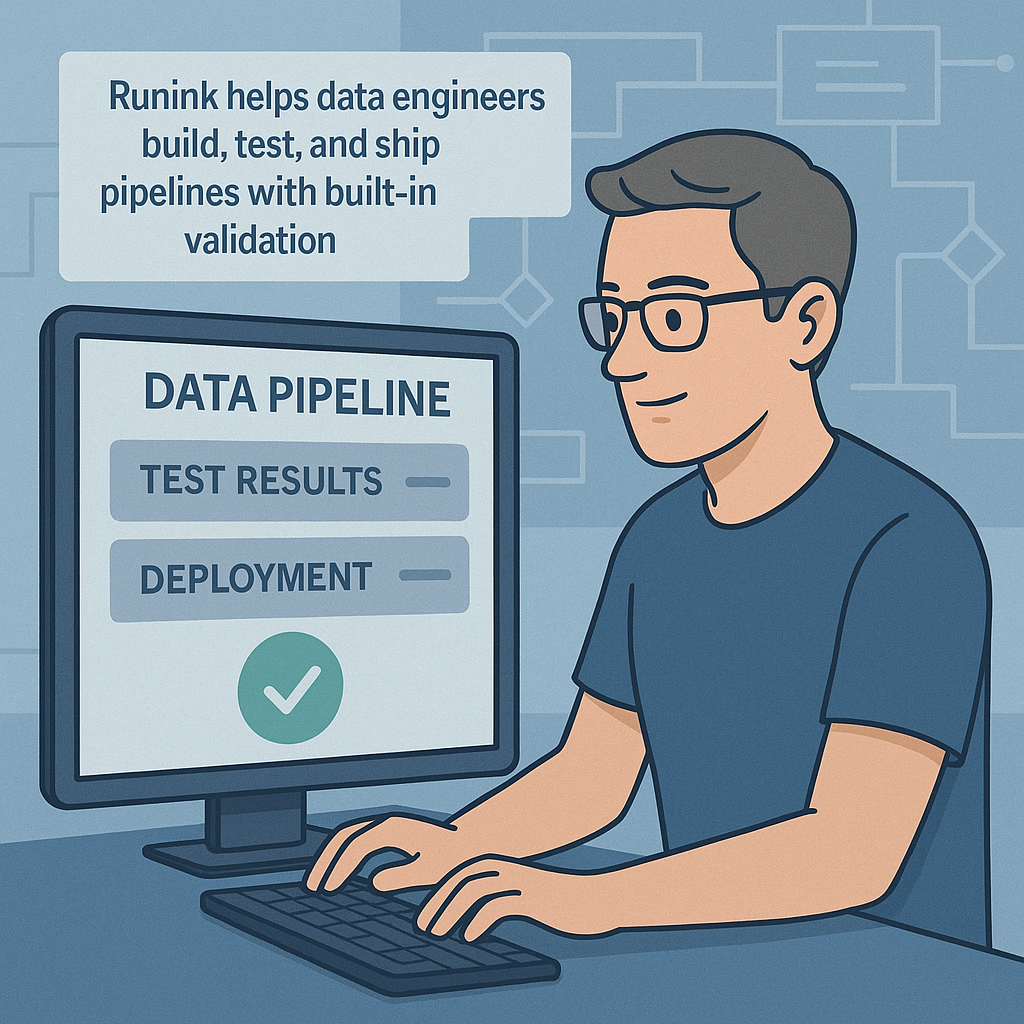 Runink helps data engineers
build, test, and ship
pipelines with built-in
validation
DATA PIPELINE
TEST RESULTS
DEPLOYMENT